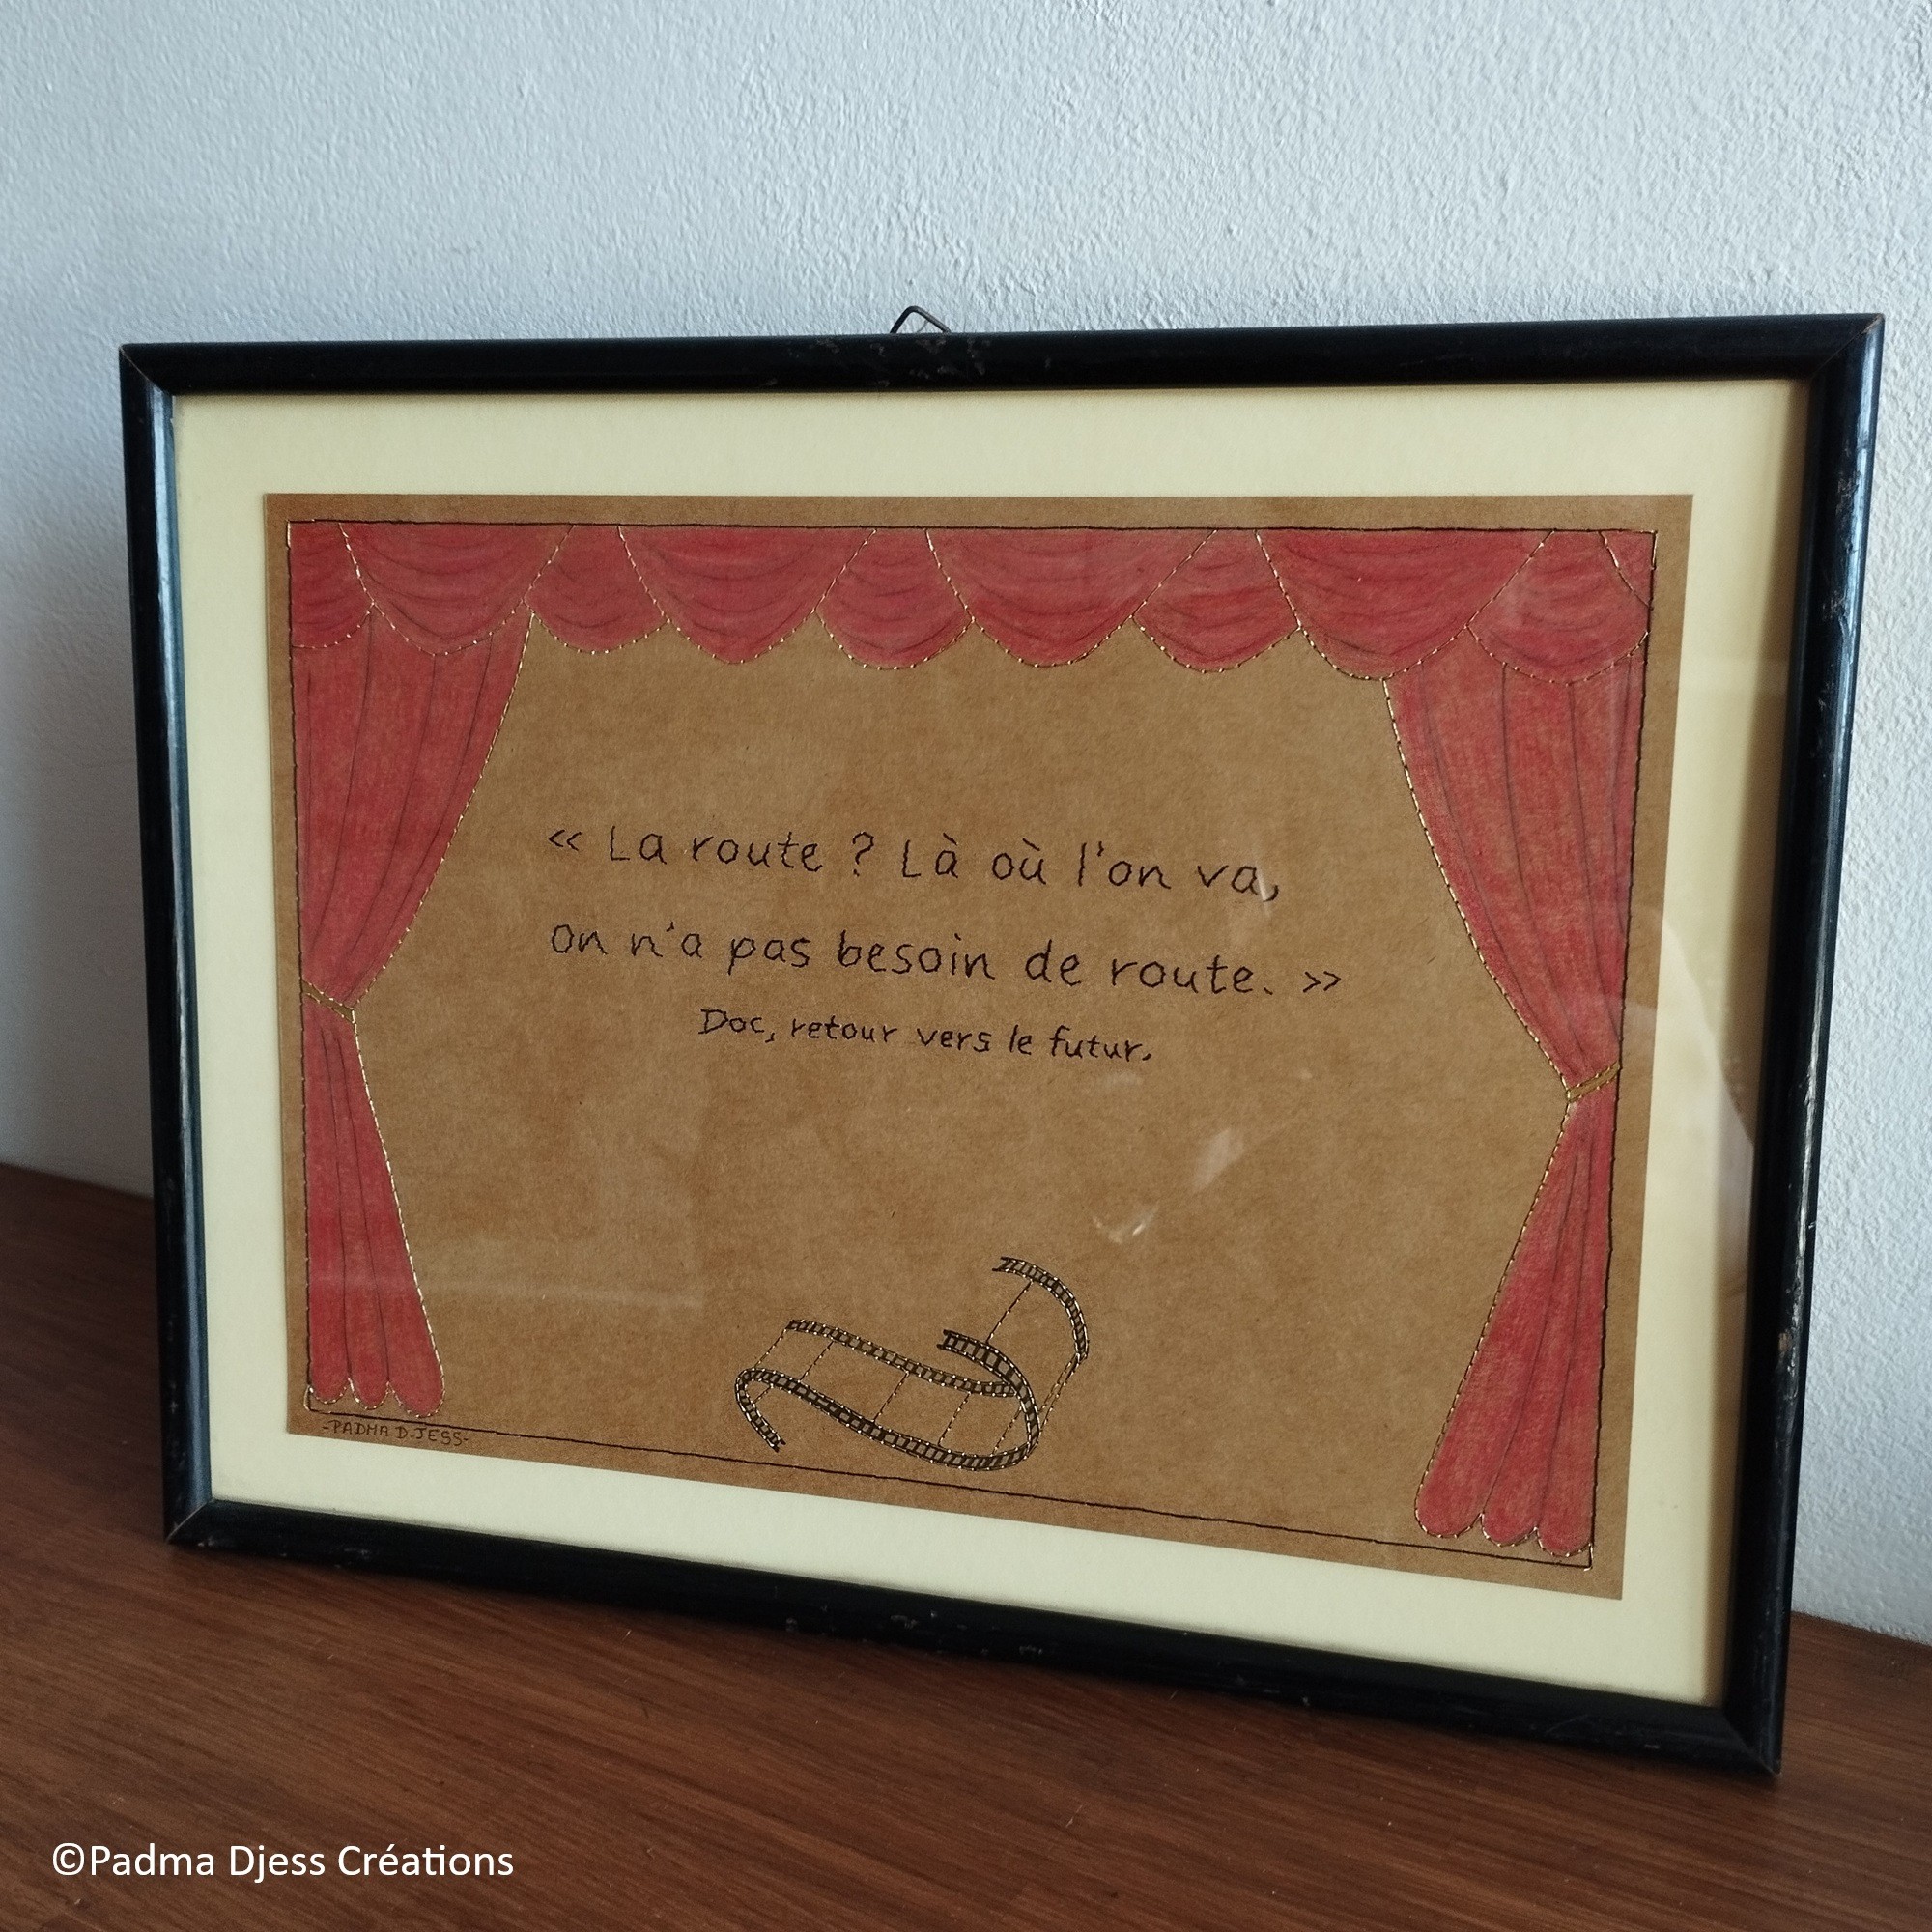 « La route ? Là où l'on va,
on n'a pas besoin de route. »
Doc, retour vers le futur.
-PADMA D.JESS-
©Padma Djess Créations